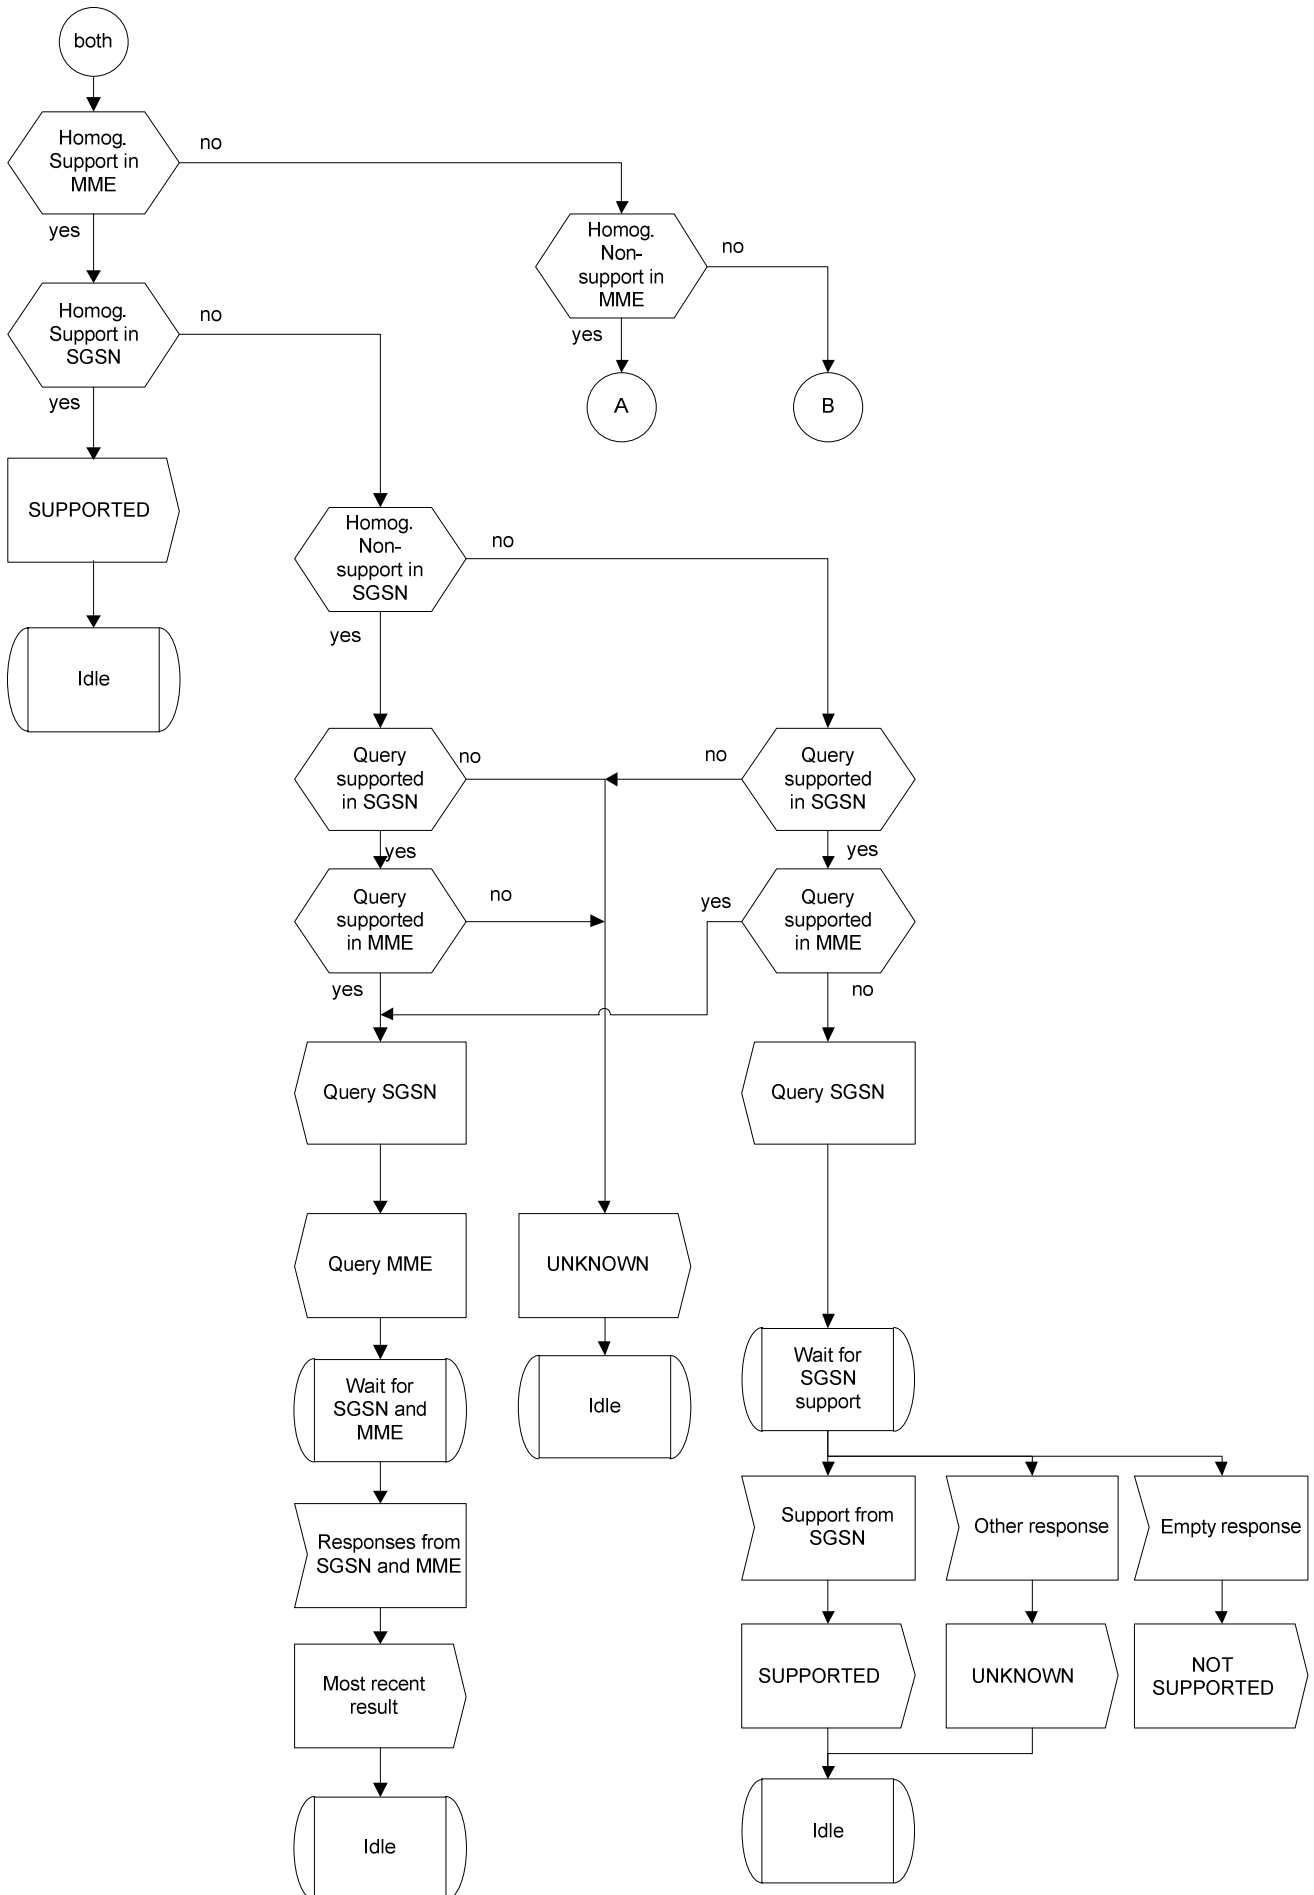 both
Homog.
Support in
MME
no
yes
Homog.
Non-
support in
MME
no
yes
A
B
Homog.
Support in
SGSN
no
yes
SUPPORTED
Idle
Homog.
Non-
support in
SGSN
no
yes
Query
supported
in SGSN
no
yes
Query
supported
in SGSN
no
yes
Query
supported
in MME
no
yes
Query
supported
in MME
yes
no
Query SGSN
Query SGSN
Query MME
UNKNOWN
Wait for
SGSN and
MME
Idle
Wait for
SGSN
support
Responses from
SGSN and MME
Support from
SGSN
Other response
Empty response
Most recent
result
SUPPORTED
UNKNOWN
NOT
SUPPORTED
Idle
Idle